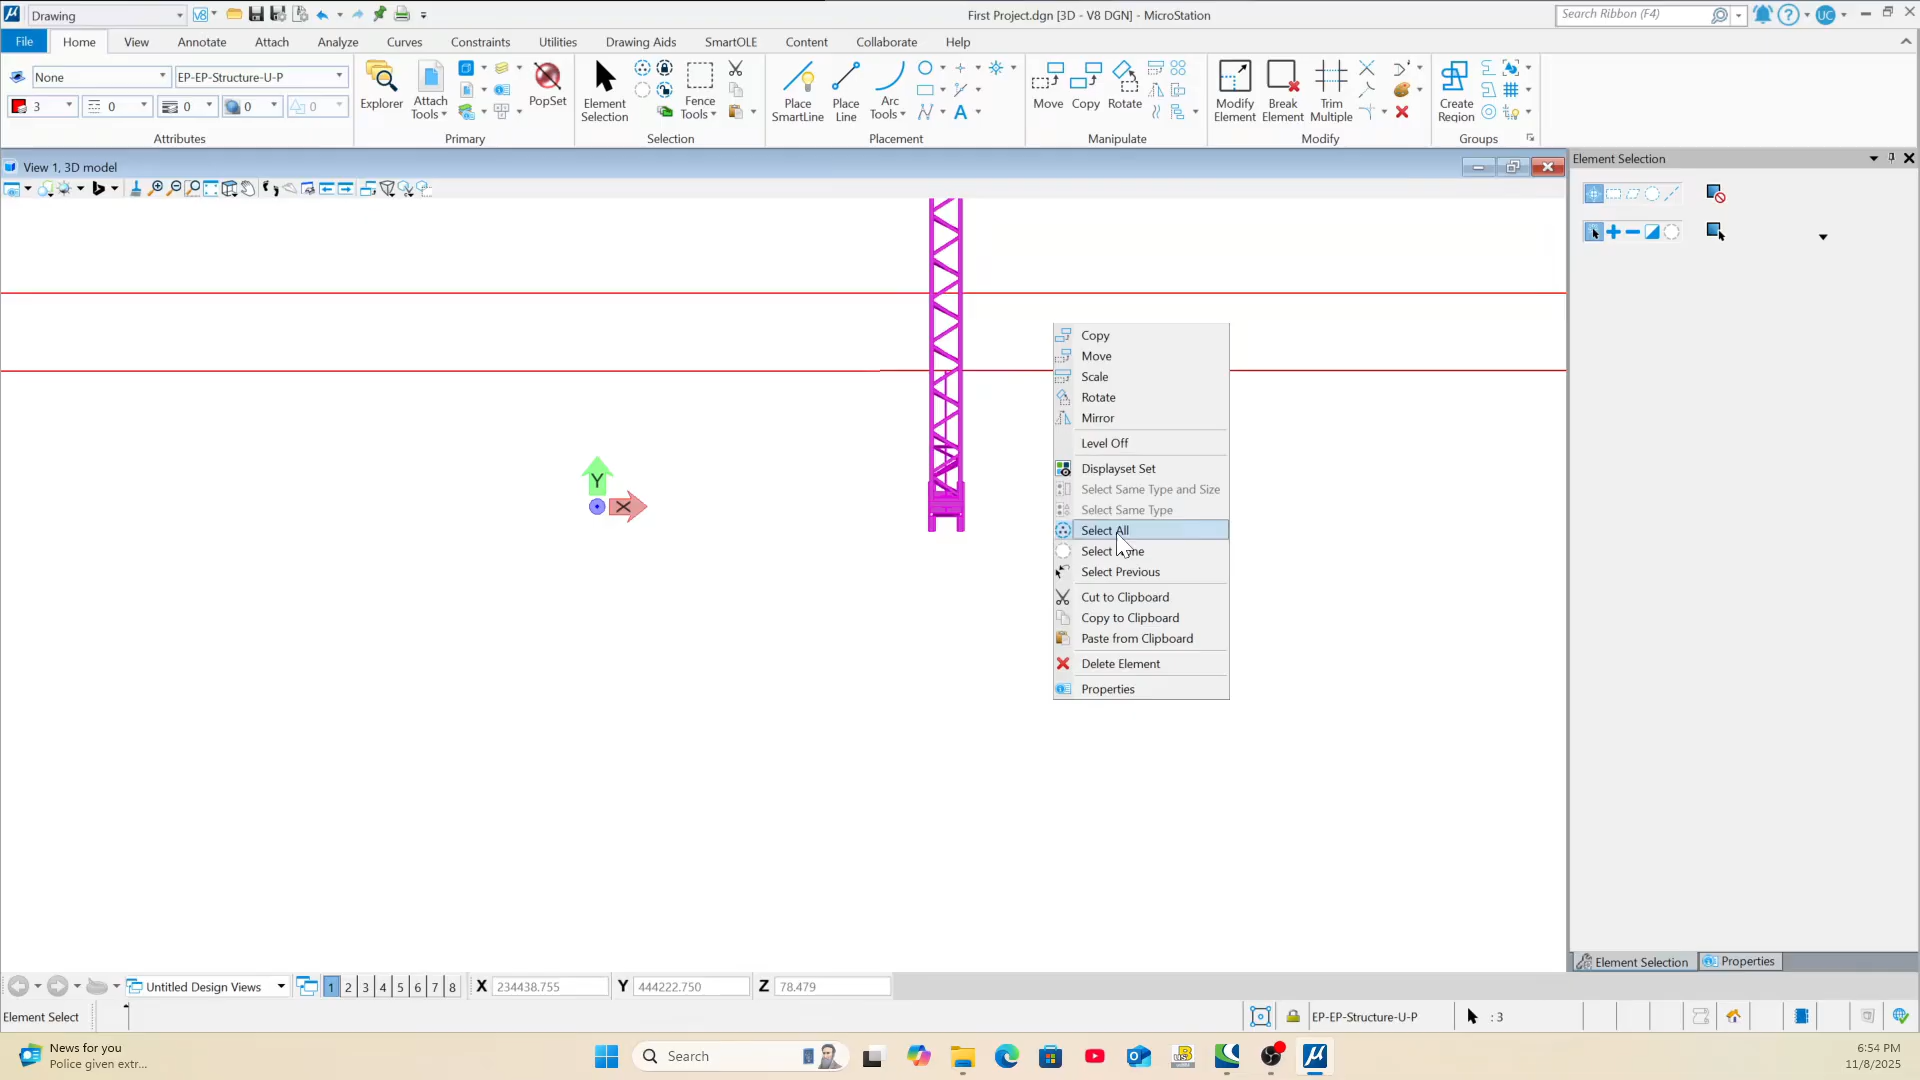 Drawing
First Project.dgn [3D - V8 DGN] - MicroStation
Search Ribbon (F4)
UC
File
Home
View
Annotate
Attach
Analyze
Curves
Constraints
Utilities
Drawing Aids
SmartOLE
Content
Collaborate
Help
None
EP-EP-Structure-U-P
3
0
0
0
0
Attributes
Explorer
Attach
Tools
PopSet
Primary
Element
Selection
Fence
Tools
Selection
Place
SmartLine
Place
Line
Arc
Tools
Placement
Move
Copy
Rotate
Manipulate
Modify
Element
Break
Element
Trim
Multiple
Modify
Create
Region
Groups
View 1, 3D model
Element Selection
Copy
Move
Scale
Rotate
Mirror
Level Off
Displayset Set
Select Same Type and Size
Select Same Type
Select All
Select
Select Previous
Cut to Clipboard
Copy to Clipboard
Paste from Clipboard
Delete Element
Properties
Y
X
Element Selection
Properties
Untitled Design Views
1 2 3 4 5 6 7 8
X 234438.755
Y 444222.750
Z 78.479
Element Select
EP-EP-Structure-U-P
: 3
News for you
Police given extr...
Search
6:54 PM
11/8/2025